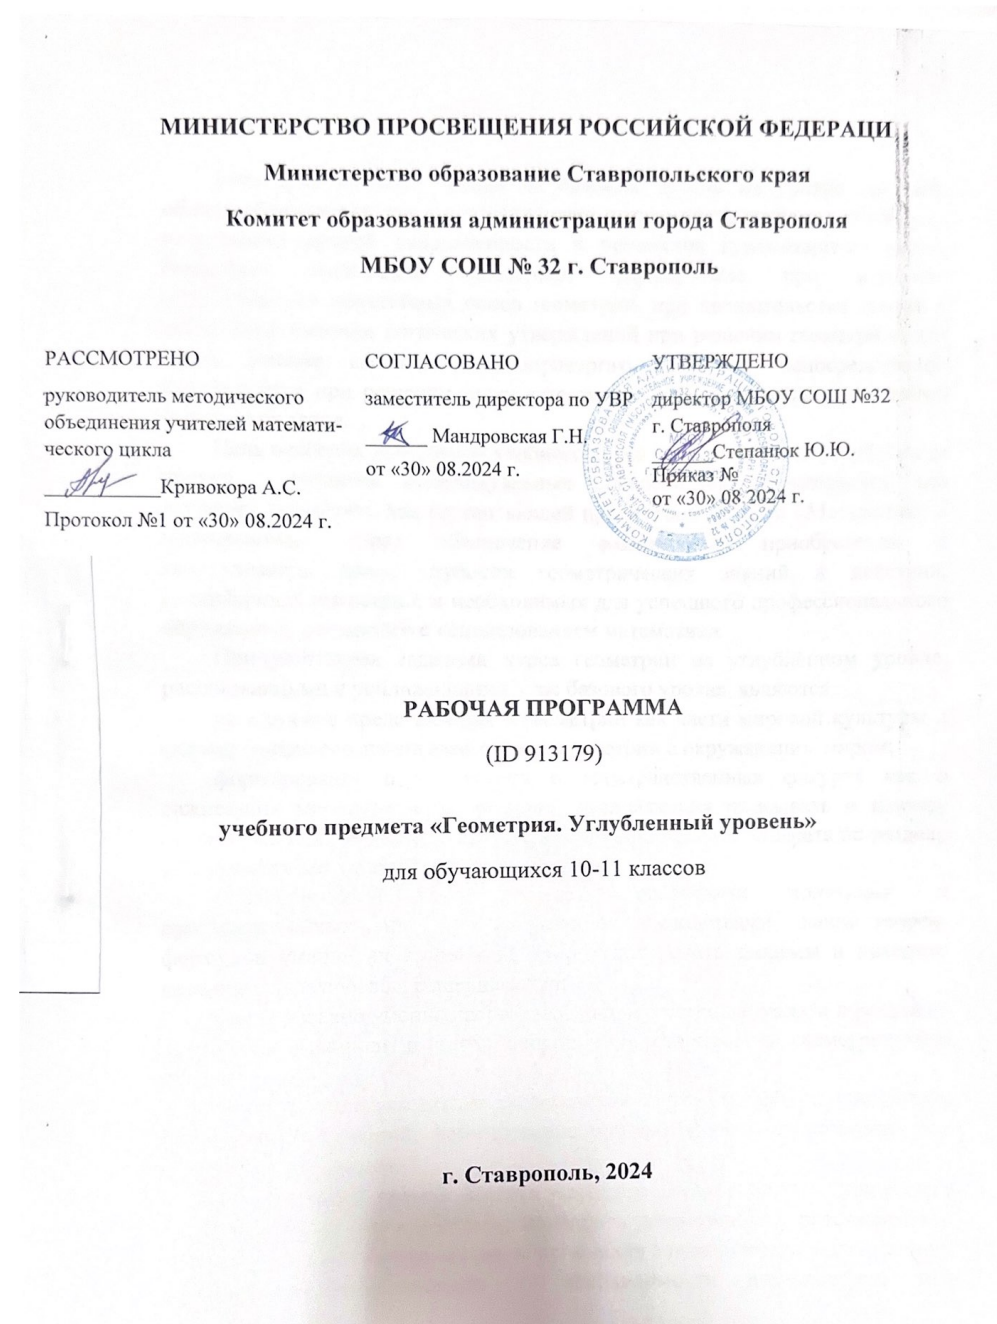 МИНИСТЕРСТВО ПРОСВЕЩЕНИЯ РОССИЙСКОЙ ФЕДЕРАЦИ
Министерство образование Ставропольского края
Комитет образования администрации города Ставрополя
МБОУ СОШ № 32 г. Ставрополь
РАССМОТРЕНО
руководитель методического
объединения учителей математи-
ческого цикла
Кривокора А.С.
Протокол №1 от «30» 08.2024 г.
СОГЛАСОВАНО
заместитель директора по УВР
Мандровская Г.Н.
от «30» 08.2024 г.
УТВЕРЖДЕНО
директор МБОУ СОШ №32
г. Ставрополя
Степанюк Ю.Ю.
Приказ №
от «30» 08.2024 г.
РАБОЧАЯ ПРОГРАММА
(ID 913179)
учебного предмета «Геометрия. Углубленный уровень»
для обучающихся 10-11 классов
г. Ставрополь, 2024